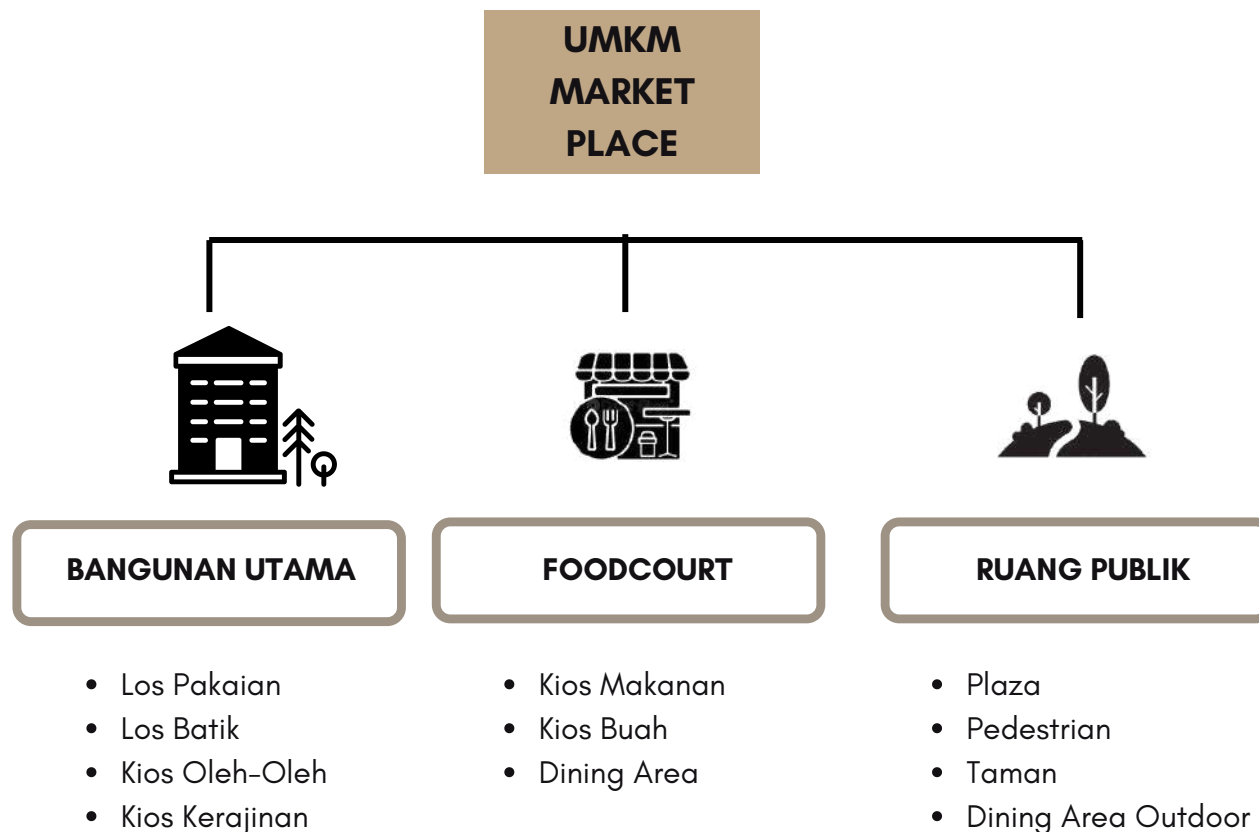 UMKM
MARKET
PLACE
BANGUNAN UTAMA
• Los Pakaian
• Los Batik
• Kios Oleh-Oleh
• Kios Kerajinan
FOODCOURT
• Kios Makanan
• Kios Buah
• Dining Area
RUANG PUBLIK
• Plaza
• Pedestrian
• Taman
• Dining Area Outdoor